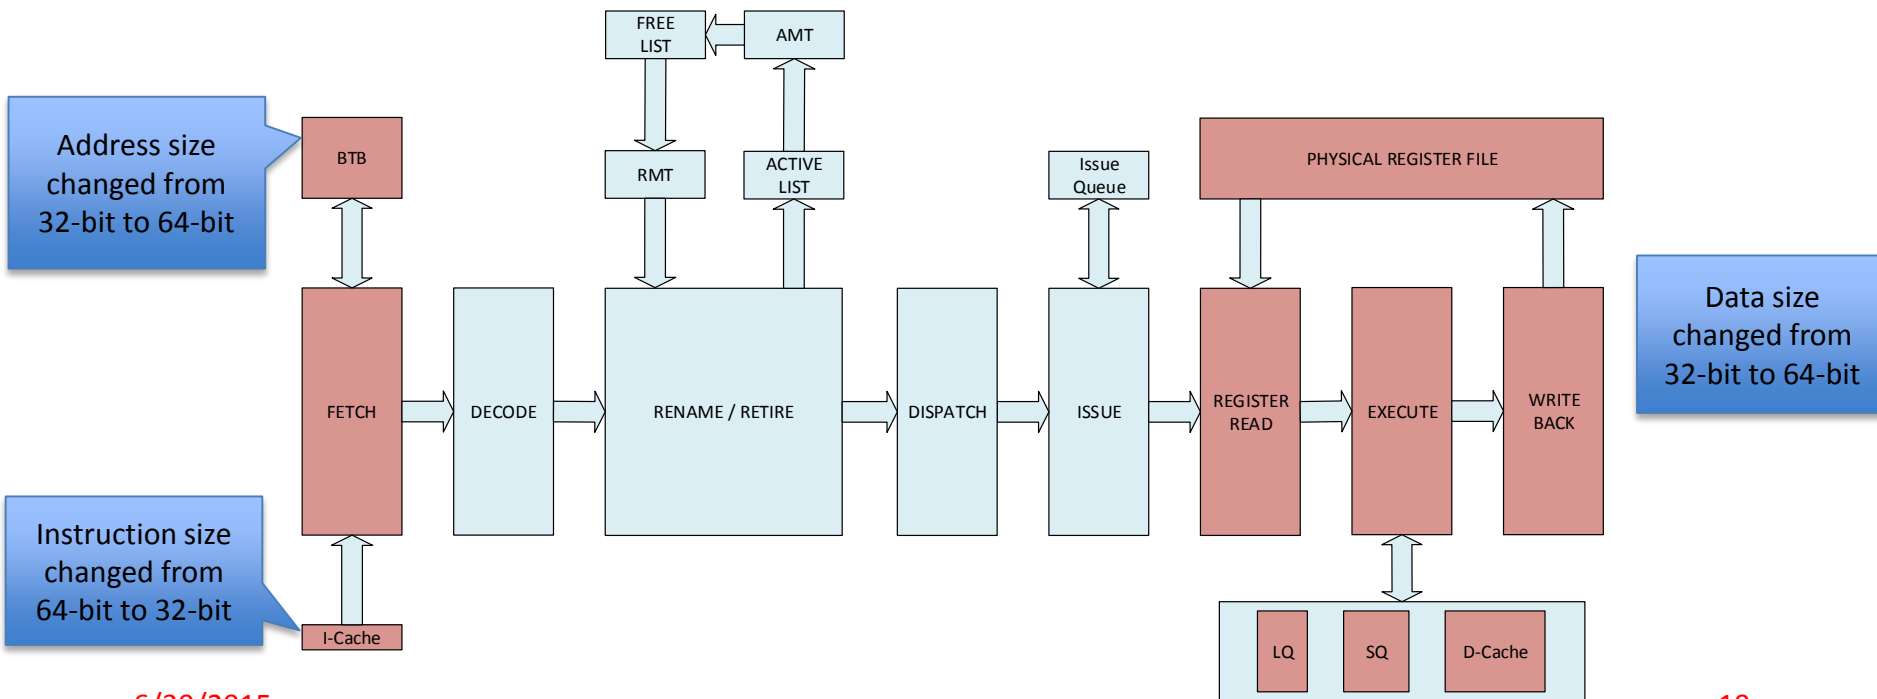 FREE
LIST
AMT
Address size
changed from
32-bit to 64-bit
BTB
RMT
ACTIVE
LIST
Issue
Queue
PHYSICAL REGISTER FILE
Data size
changed from
32-bit to 64-bit
FETCH
DECODE
RENAME / RETIRE
DISPATCH
ISSUE
REGISTER
READ
EXECUTE
WRITE
BACK
Instruction size
changed from
64-bit to 32-bit
I-Cache
LQ
SQ
D-Cache